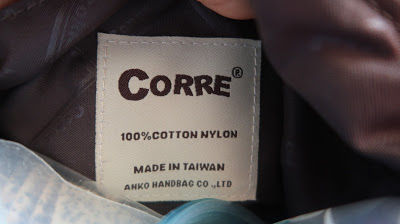 CORRE®
100%COTTON NYLON
MADE IN TAIWAN
ANKO HANDBAG CO.,LTD